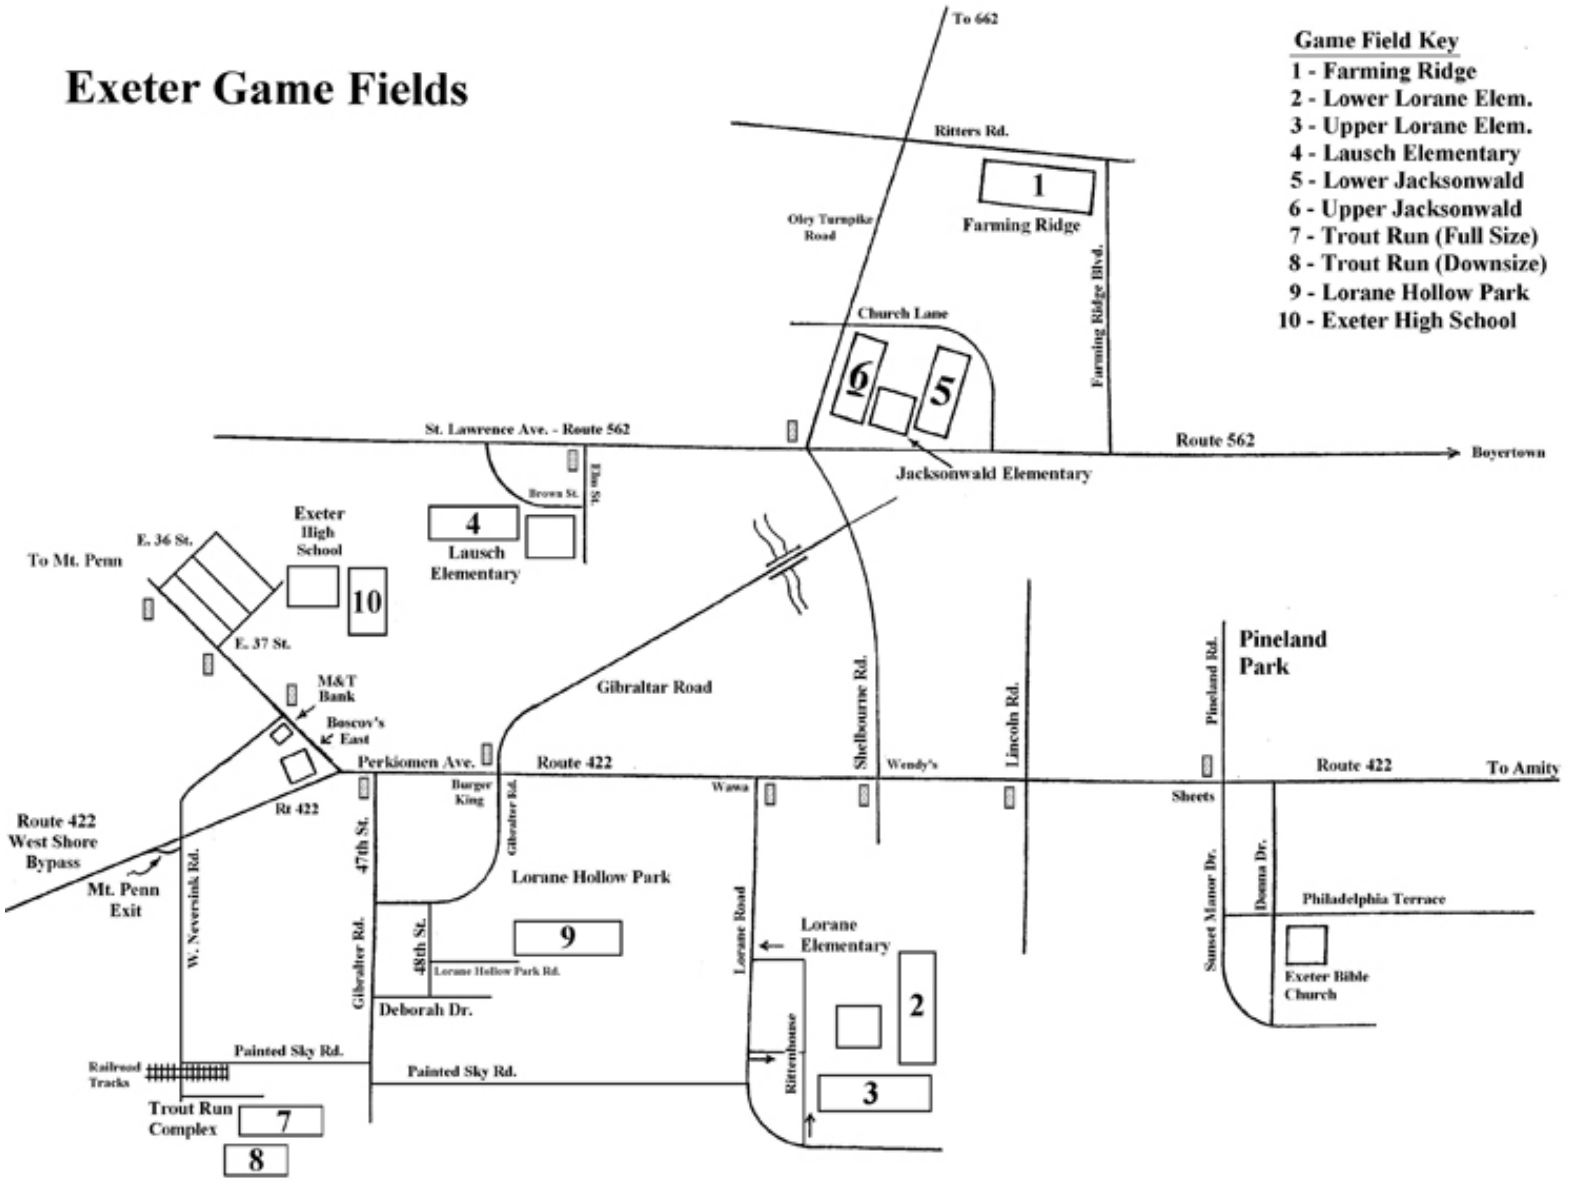 To 662
Game Field Key
Exeter Game Fields
1 - Farming Ridge
2 - Lower Lorane Elem.
3 - Upper Lorane Elem.
4 - Lausch Elementary
5 - Lower Jacksonwald
6 - Upper Jacksonwald
7 - Trout Run (Full Size)
8 - Trout Run (Downsize)
9 - Lorane Hollow Park
10 - Exeter High School
Ritters Rd.
1
Farming Ridge
Oley Turnpike
Road
Farming Ridge Blvd.
Church Lane
6
5
St. Lawrence Ave. - Route 562
Route 562
Boyertown
Jacksonwald Elementary
Elm St.
Brown St.
4
Lausch
Elementary
Exeter
High
School
10
E. 36 St.
To Mt. Penn
E. 37 St.
M&T
Bank
Boscov's
East
Gibraltar Road
Shelbourne Rd.
Lincoln Rd.
Pineland Rd.
Pineland
Park
Perkiomen Ave.
Route 422
Wendy's
Route 422
To Amity
Burger
King
Wawa
Sheets
Rt 422
Route 422
West Shore
Bypass
Mt. Penn
Exit
W. Neversink Rd.
47th St.
Gibralter Rd.
Lorane Hollow Park
9
48th St.
Gibralter Rd.
Lorane Hollow Park Rd.
Deborah Dr.
Lorane Road
Lorane
Elementary
2
Rittenhouse
3
Sunset Manor Dr.
Donna Dr.
Philadelphia Terrace
Exeter Bible
Church
Painted Sky Rd.
Painted Sky Rd.
Railroad
Tracks
Trout Run
Complex
7
8